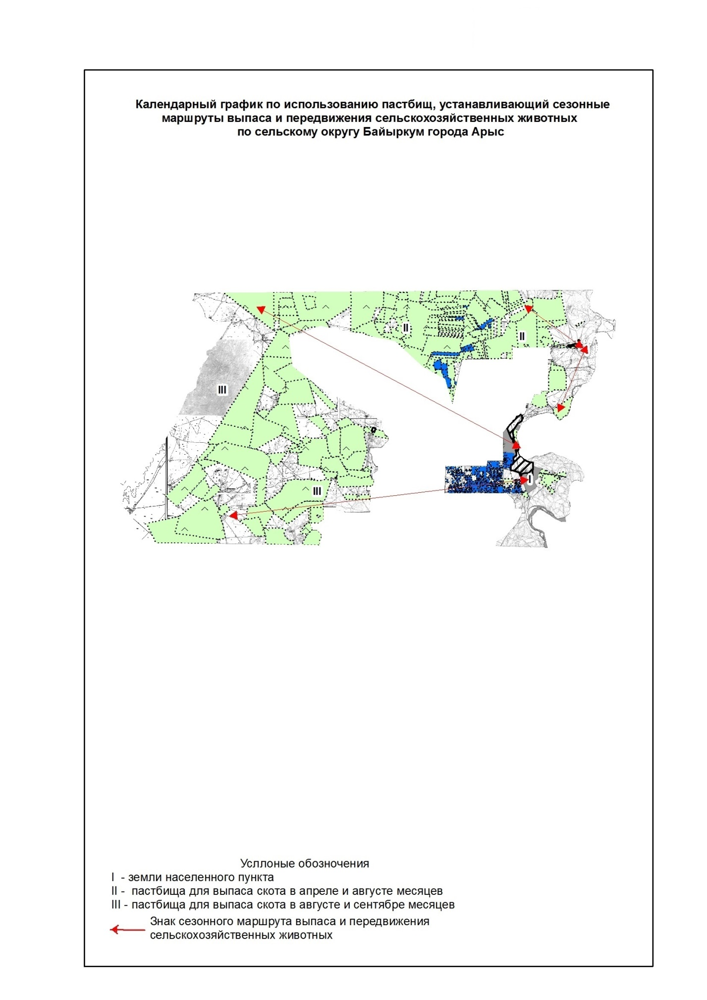 Календарный график по использованию пастбищ, устанавливающий сезонные
маршруты выпаса и передвижения сельскохозяйственных животных
по сельскому округу Байыркум города Арыс
II
II
III
III
I
Усллоные обозночения
I - земли населенного пункта
II - пастбища для выпаса скота в апреле и августе месяцев
III - пастбища для выпаса скота в августе и сентябре месяцев
Знак сезонного маршрута выпаса и передвижения
сельскохозяйственных животных